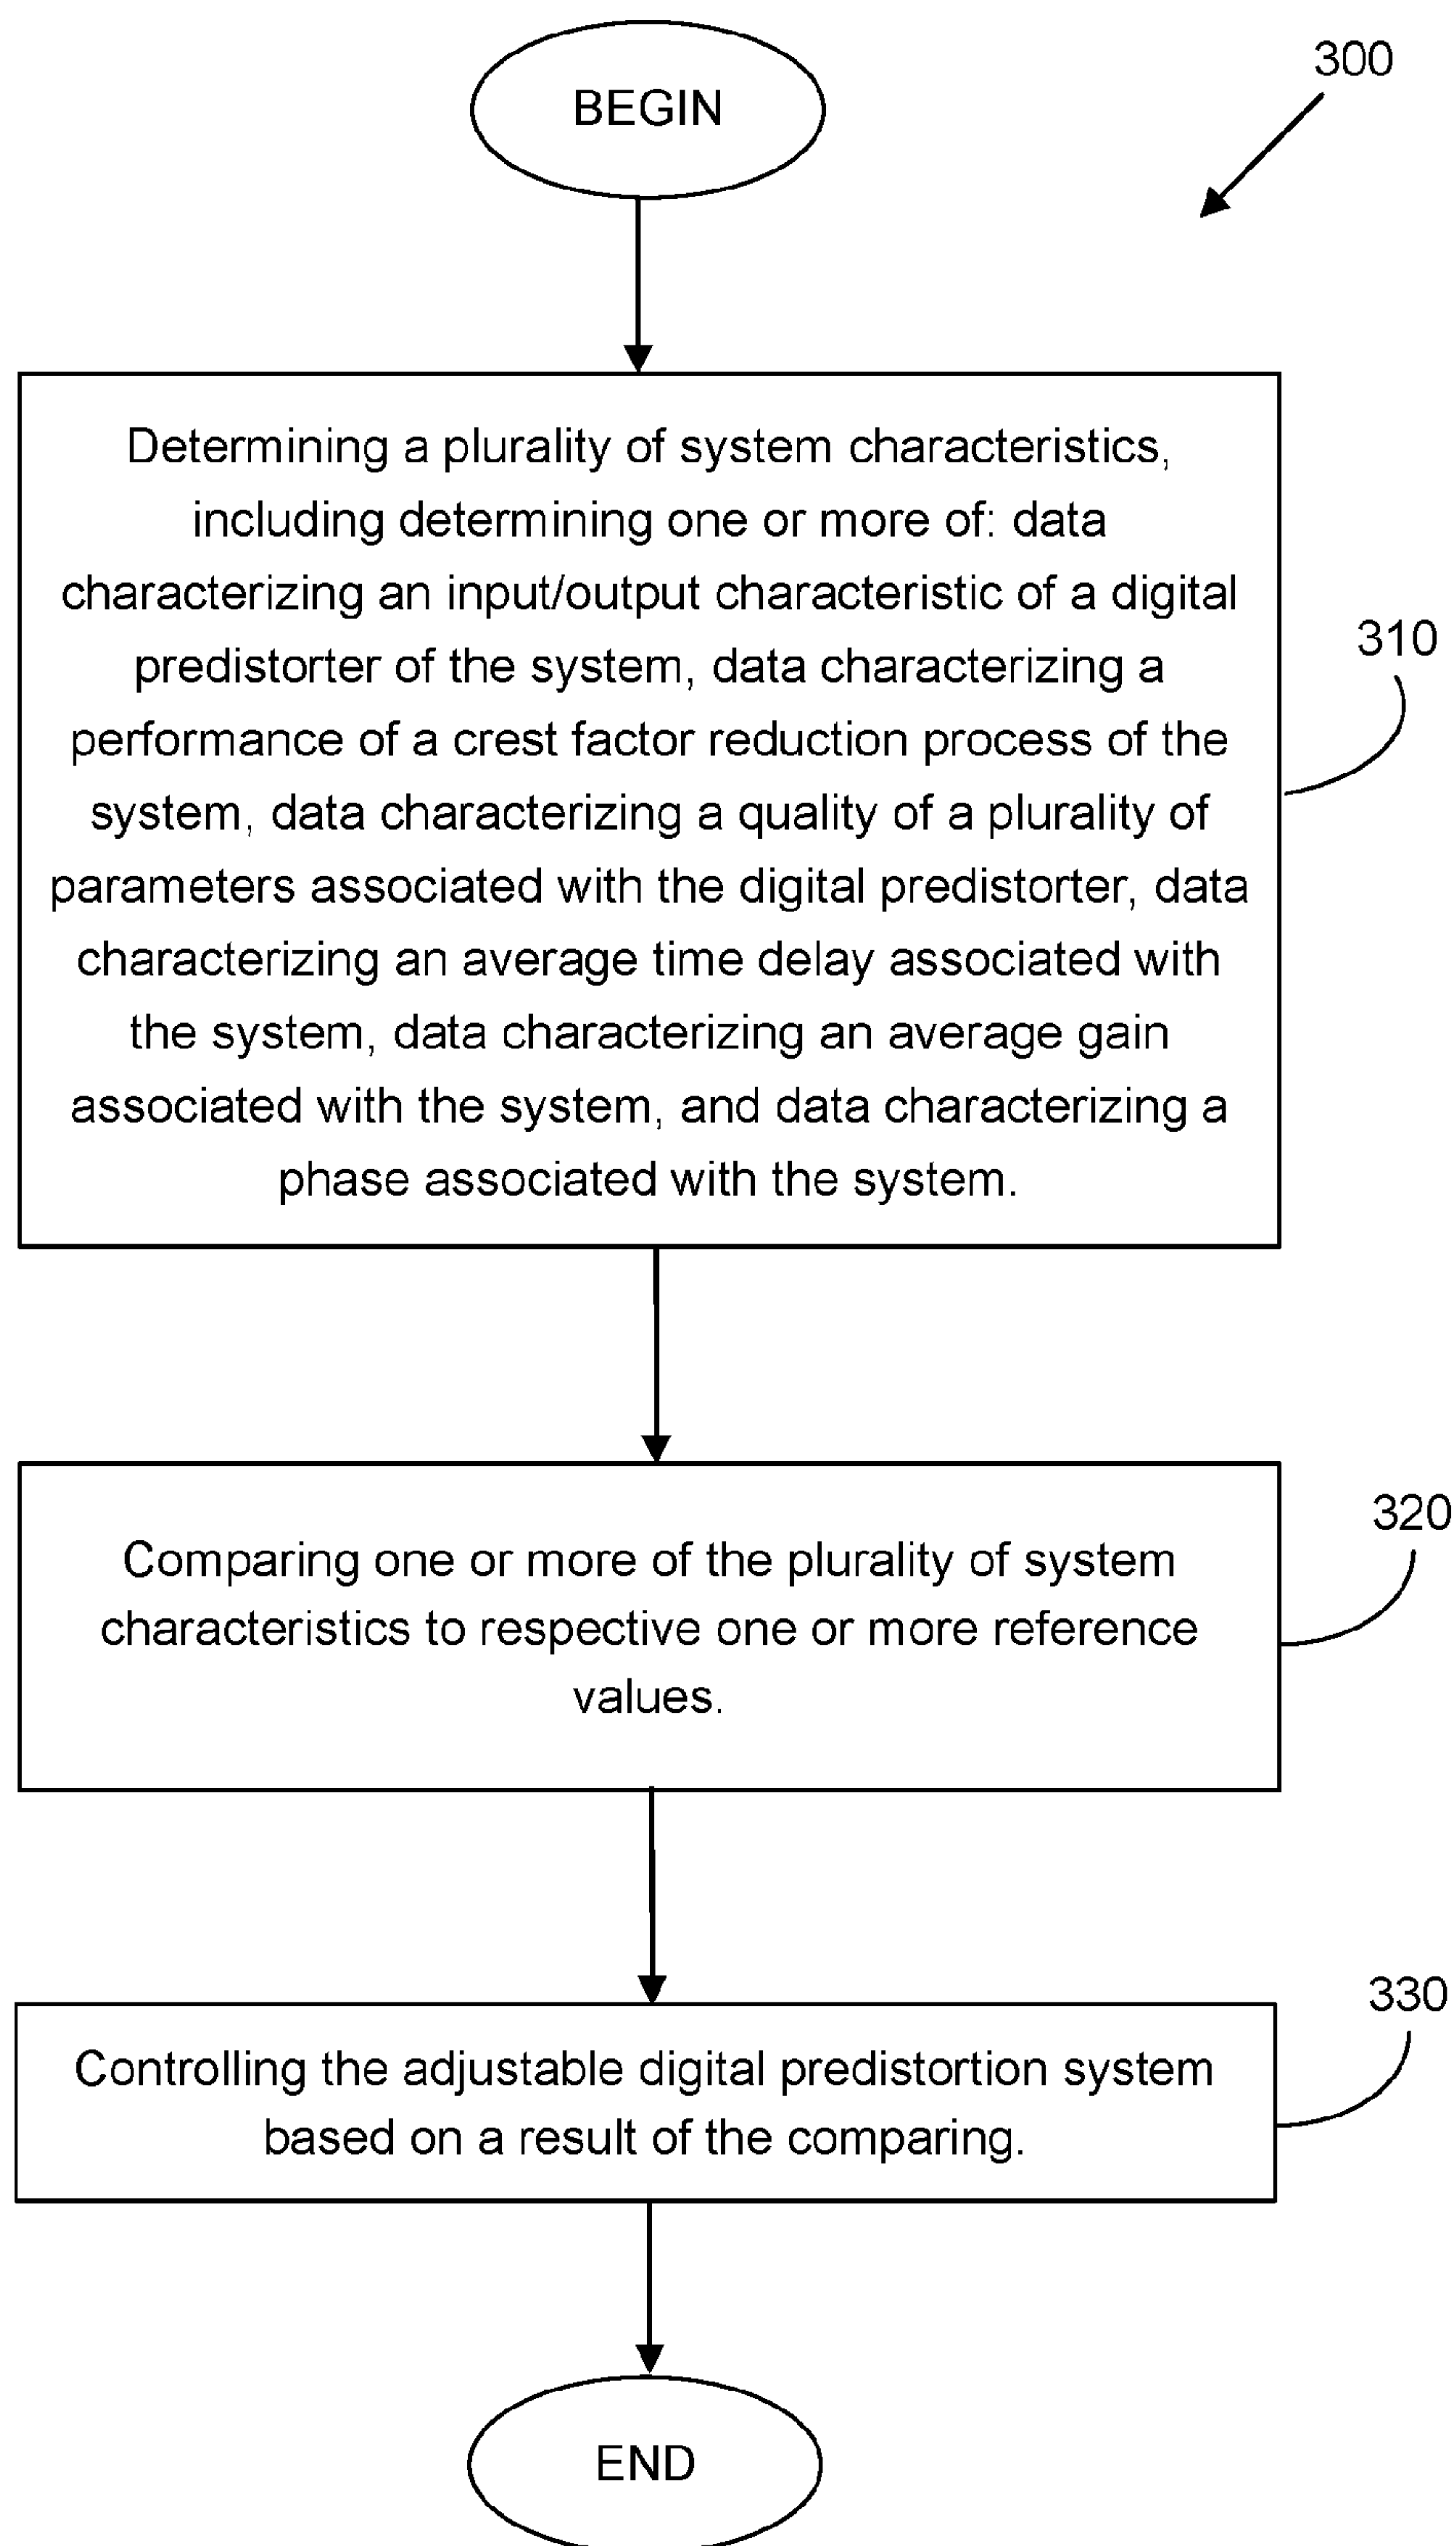 BEGIN
300
Determining a plurality of system characteristics,
including determining one or more of: data
characterizing an input/output characteristic of a digital
predistorter of the system, data characterizing a
performance of a crest factor reduction process of the
system, data characterizing a quality of a plurality of
parameters associated with the digital predistorter, data
characterizing an average time delay associated with
the system, data characterizing an average gain
associated with the system, and data characterizing a
phase associated with the system.
310
Comparing one or more of the plurality of system
characteristics to respective one or more reference
values.
320
Controlling the adjustable digital predistortion system
based on a result of the comparing.
330
END